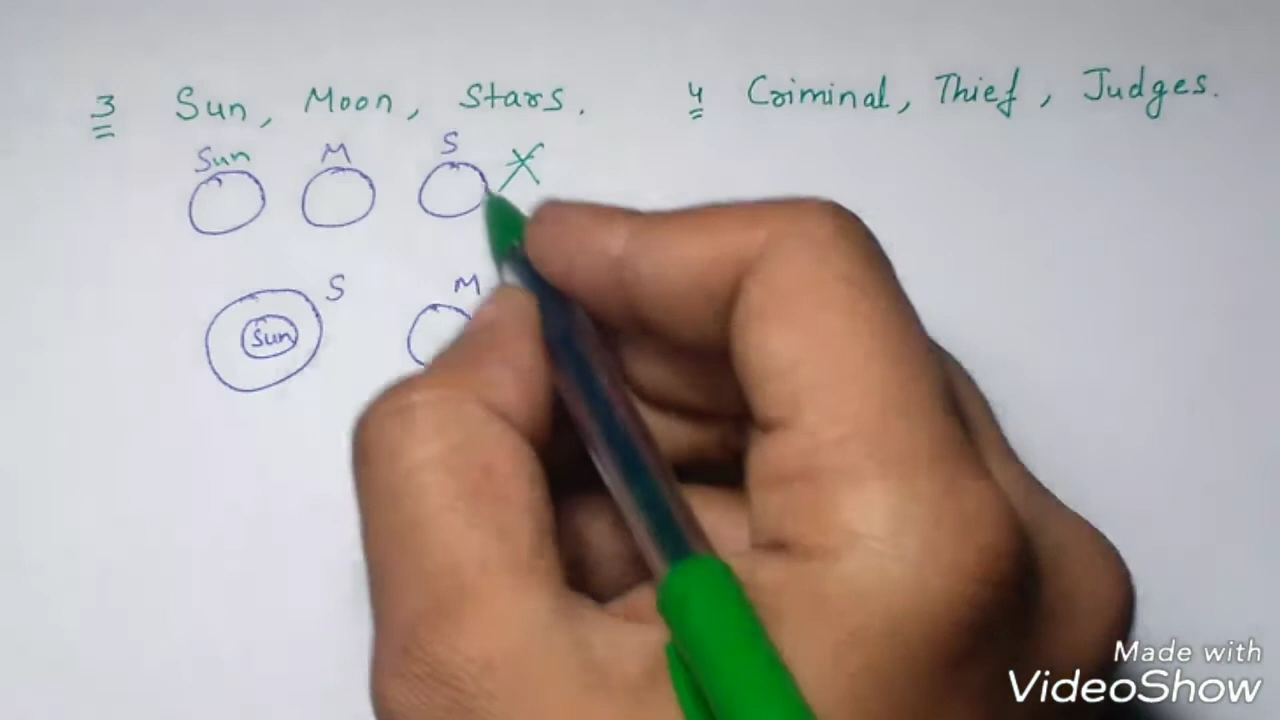 3 Sun, Moon, Stars. 4 Criminal, Thief, Judges.
Sun M S X
S M
Sun
Made with
VideoShow